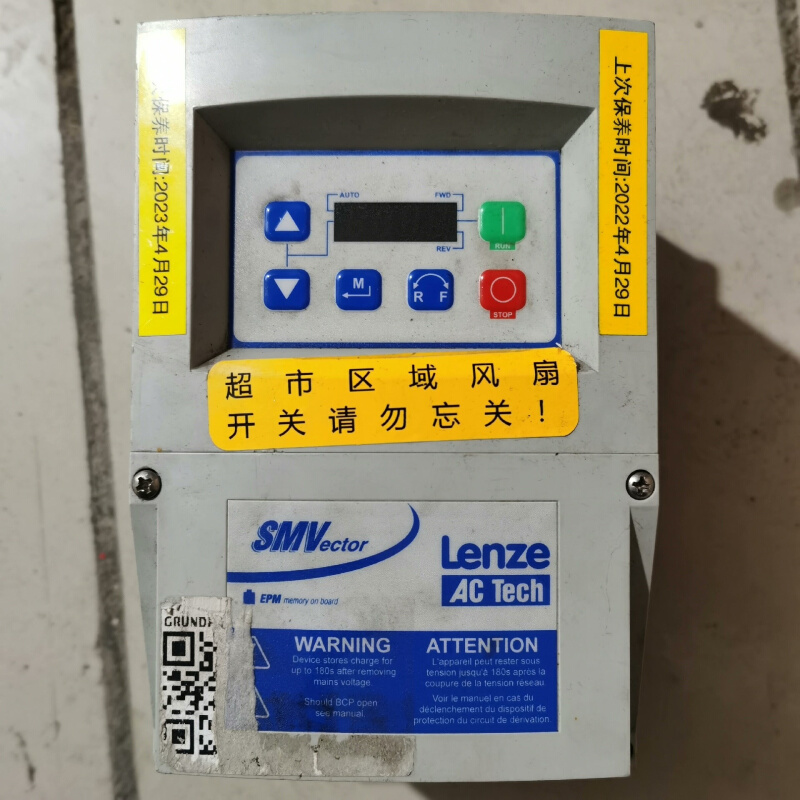 次保养时间:2023年4月29日
上次保养时间:2022年4月29日
AUTO
FWD
REV
RUN
M
R F
STOP
超市区域风扇
开关请勿忘关!
SMVector
Lenze
AC Tech
EPM memory on board
GRUND
WARNING
Device stores charge for
up to 180s after removing
mains voltage.
Should BCP open
see manual.
ATTENTION
L'appareil peut rester sous
tension jusqu'à 180s après la
coupure de la tension réseau.
Voir le manuel en cas du
déclenchement du dispositif de
protection du circuit de dérivation.